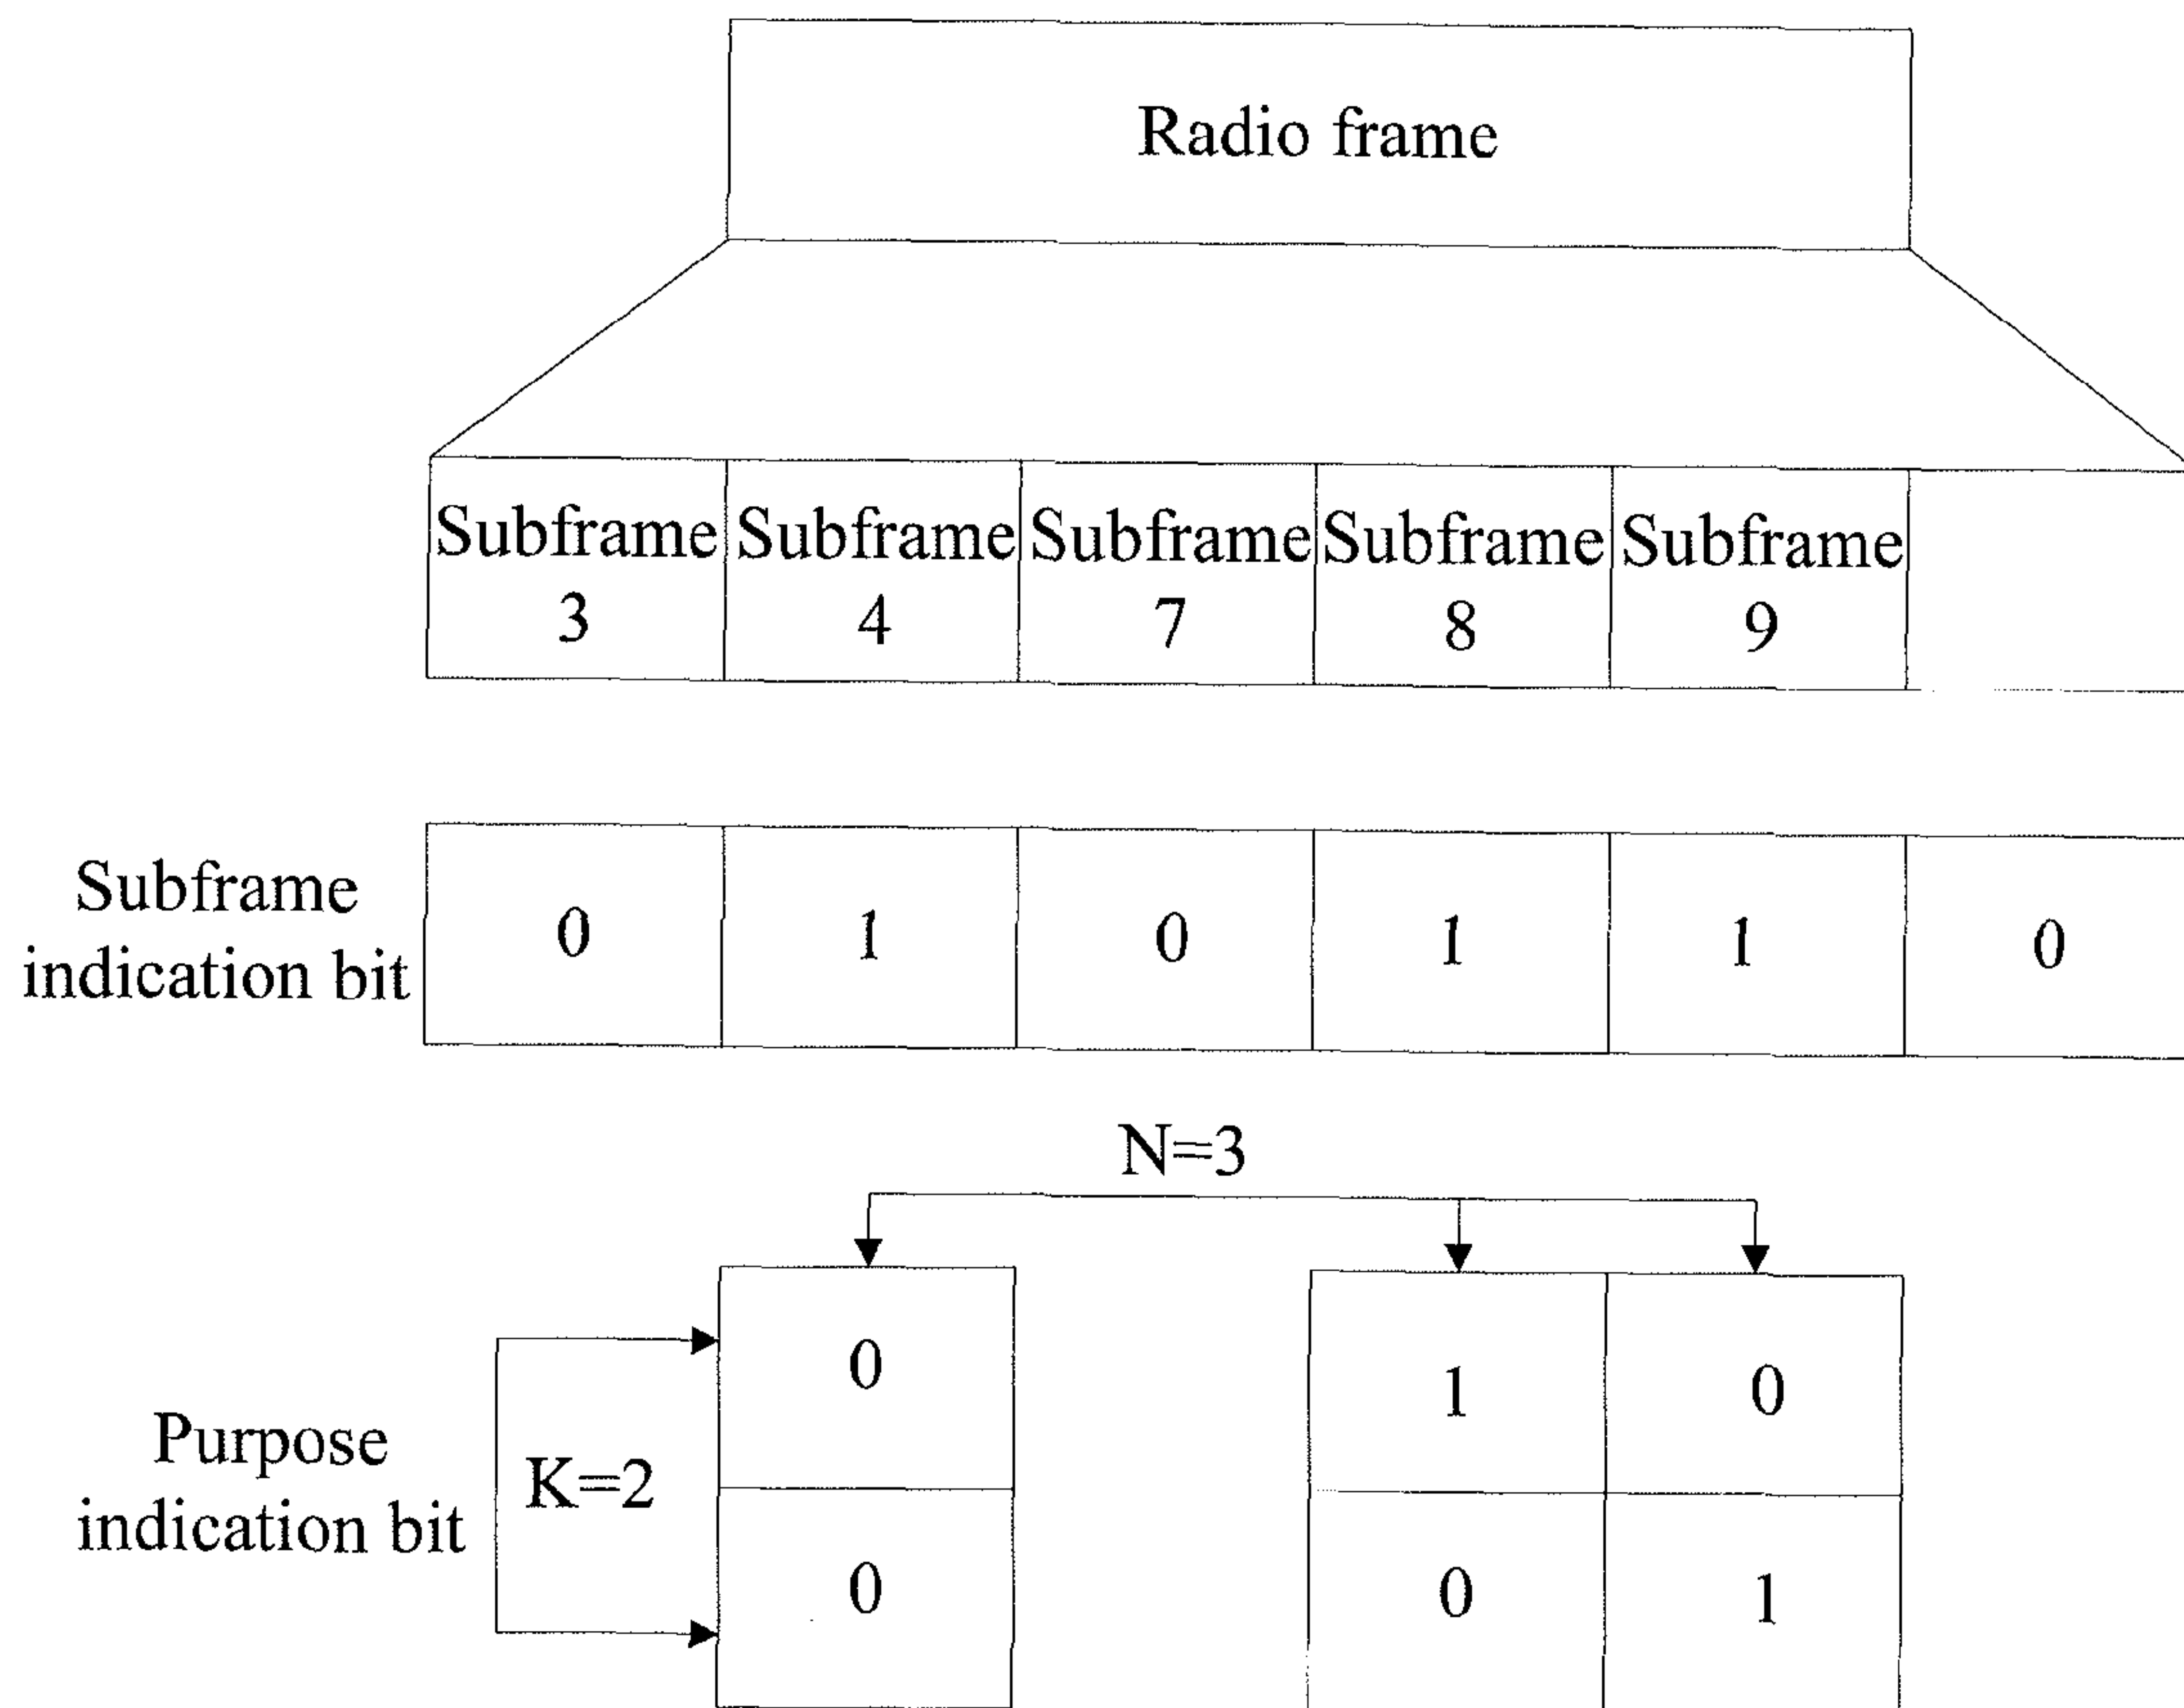 Radio frame
Subframe 3
Subframe 4
Subframe 7
Subframe 8
Subframe 9
Subframe
indication bit
0 1 0 1 1 0
N=3
Purpose
indication bit
K=2
0 1 0
0 0 1